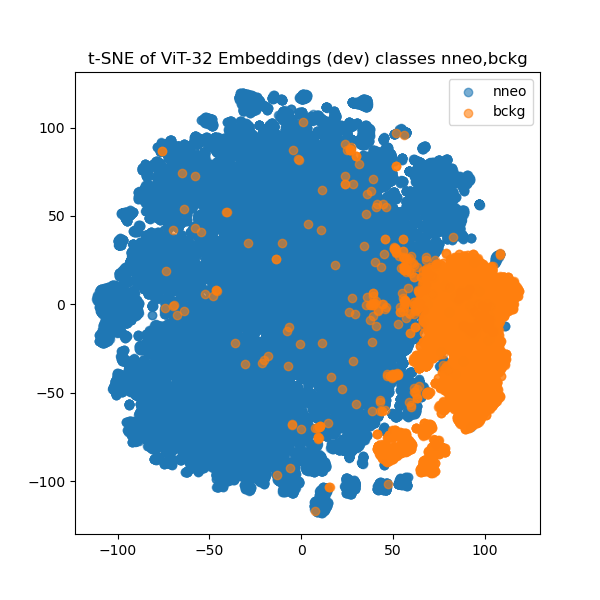 t-SNE of ViT-32 Embeddings (dev) classes nneo,bckg
nneo
bckg
100
50
0
−50
−100
−100 −50 0 50 100